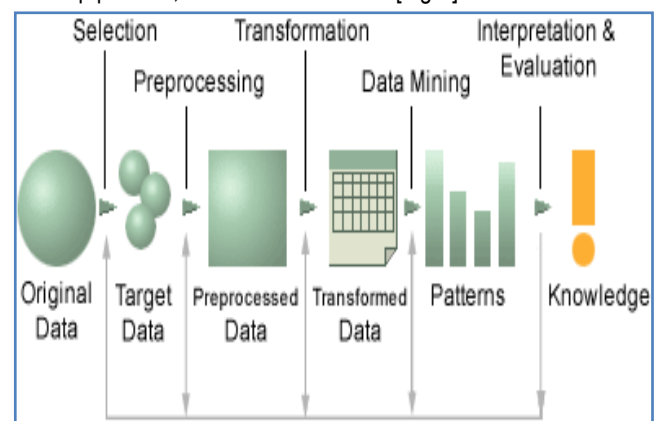 Selection
Transformation
Interpretation &
Evaluation
Preprocessing
Data Mining
Original
Data
Target
Data
Preprocessed
Data
Transformed
Data
Patterns
Knowledge